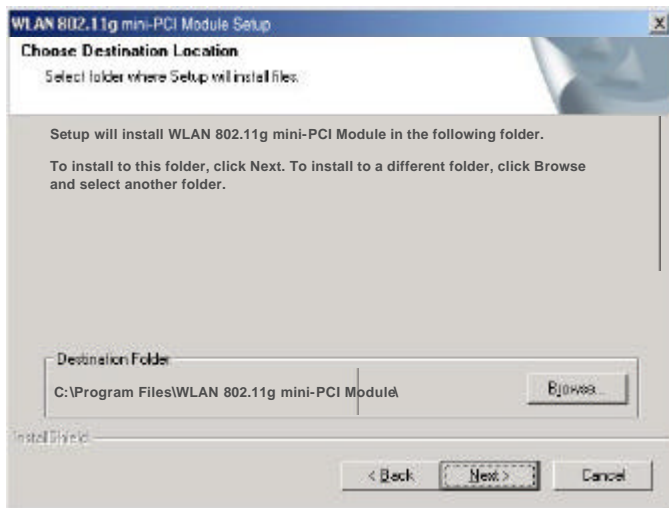 WLAN 802.11g mini-PCI Module Setup
Choose Destination Location
Select folder where Setup will install files.
Setup will install WLAN 802.11g mini-PCI Module in the following folder.
To install to this folder, click Next. To install to a different folder, click Browse
and select another folder.
Destination Folder
C:\Program Files\WLAN 802.11g mini-PCI Module\
Browse...
InstallShield
< Back
Next >
Cancel